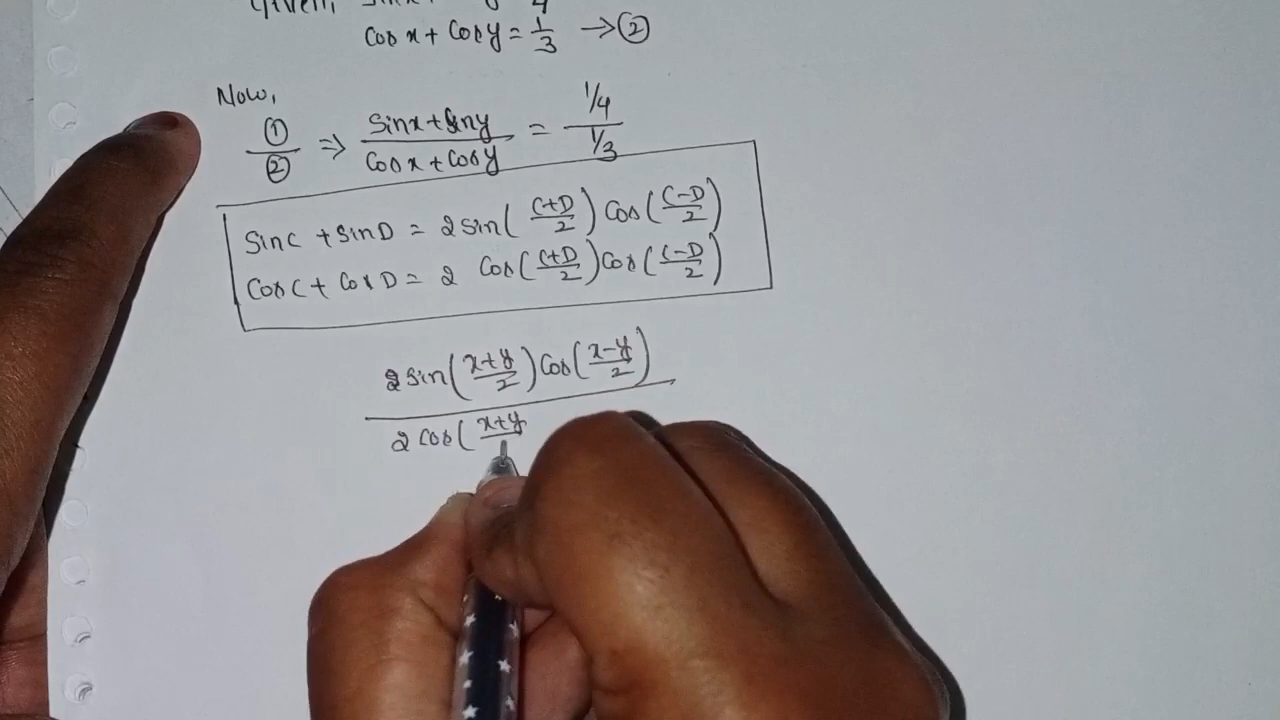 Given,
cos x + cos y = 1/3 → ②
Now,
①/② ⇒ (sin x + sin y)/(cos x + cos y) = (1/4)/(1/3)
sin C + sin D = 2 sin((C+D)/2) cos((C-D)/2)
cos C + cos D = 2 cos((C+D)/2) cos((C-D)/2)
2 sin((x+y)/2) cos((x-y)/2)
2 cos(x+y